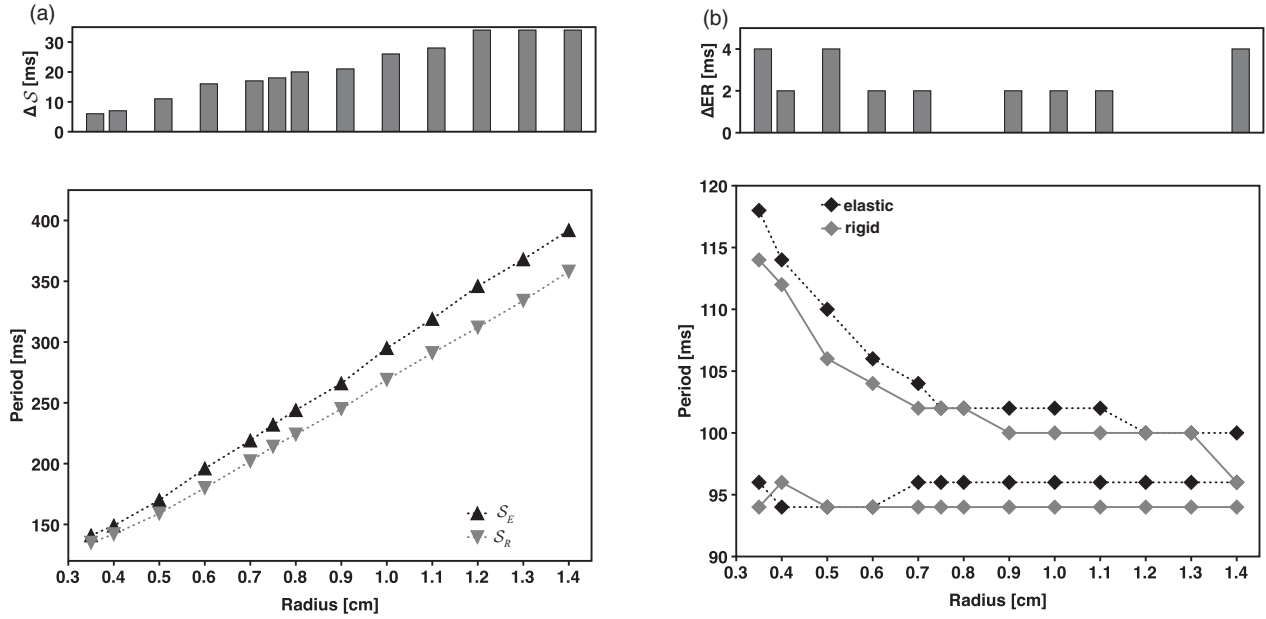 (a)
Δ𝒮 [ms]
30
20
10
0
Period [ms]
400
350
300
250
200
150
𝒮E
𝒮R
0.3 0.4 0.5 0.6 0.7 0.8 0.9 1.0 1.1 1.2 1.3 1.4
Radius [cm]
(b)
ΔER [ms]
4
2
0
Period [ms]
120
115
110
105
100
95
90
elastic
rigid
0.3 0.4 0.5 0.6 0.7 0.8 0.9 1.0 1.1 1.2 1.3 1.4
Radius [cm]